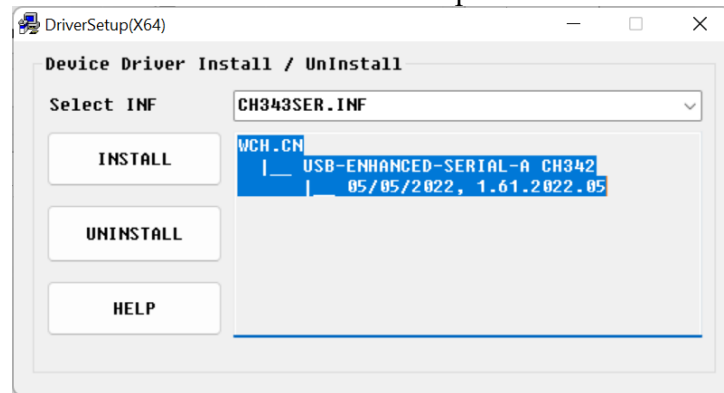 DriverSetup(X64)
Device Driver Install / UnInstall
Select INF
CH343SER.INF
INSTALL
WCH.CN
|__ USB-ENHANCED-SERIAL-A CH342
|__ 05/05/2022, 1.61.2022.05
UNINSTALL
HELP